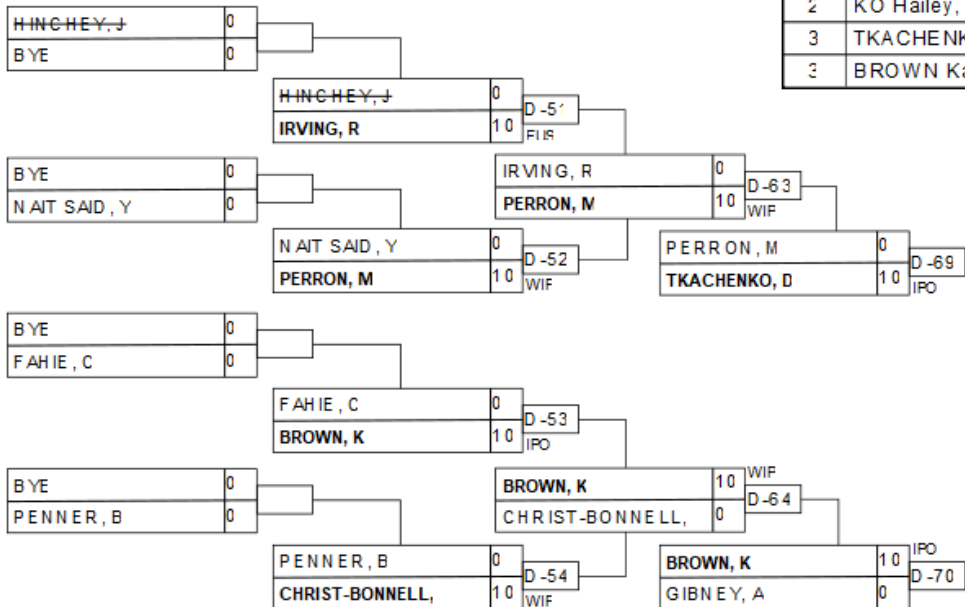 2 KO Hailey,
3 TKACHENK
3 BROWN Ka
HINCHEY, J 0
BYE 0
HINCHEY, J 0
IRVING, R 10
D-51
FUS
BYE 0
NAIT SAID, Y 0
IRVING, R 0
PERRON, M 10
D-63
WIF
NAIT SAID, Y 0
PERRON, M 10
D-52
WIF
PERRON, M 0
TKACHENKO, D 10
D-69
IPO
BYE 0
FAHIE, C 0
FAHIE, C 0
BROWN, K 10
D-53
IPO
BYE 0
PENNER, B 0
BROWN, K 10
CHRIST-BONNELL, 0
WIF
D-64
PENNER, B 0
CHRIST-BONNELL, 10
D-54
WIF
BROWN, K 10
GIBNEY, A 0
IPO
D-70